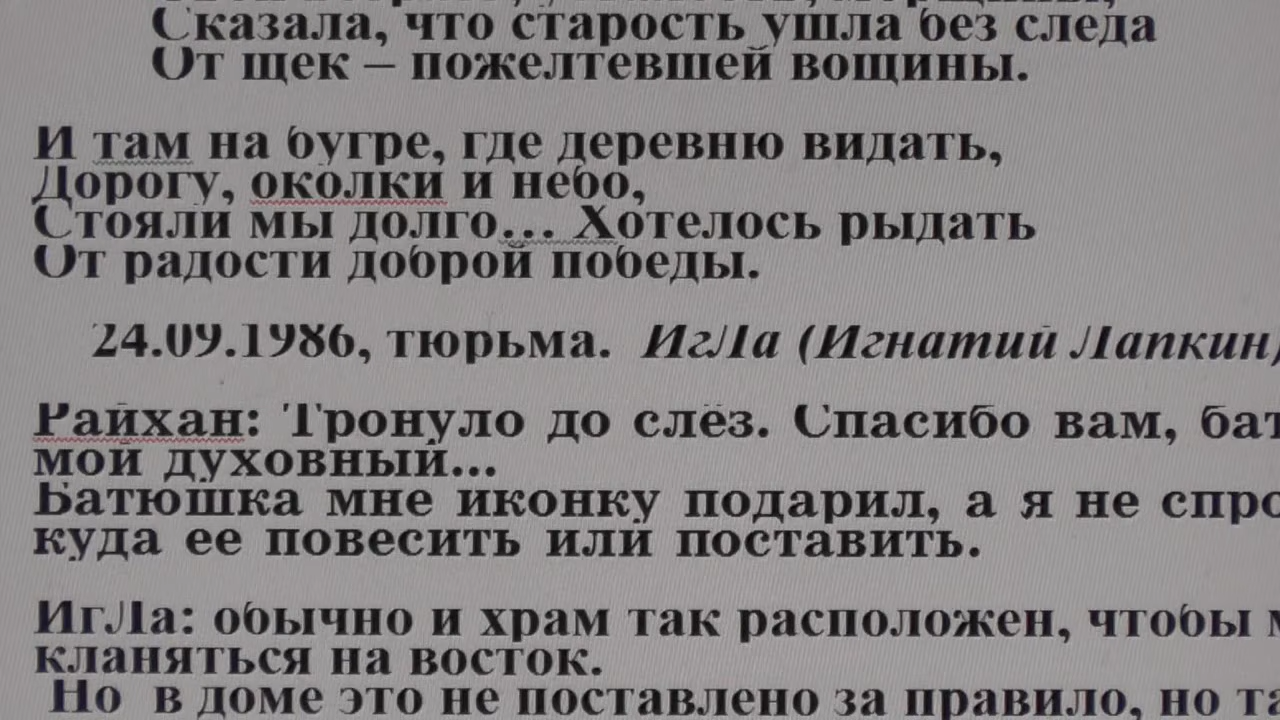 Сказала, что старость ушла без следа
От щек – пожелтевшей вощины.
И там на бугре, где деревню видать,
Дорогу, околки и небо,
Стояли мы долго... Хотелось рыдать
От радости доброй победы.
24.09.1986, тюрьма. ИгЛа (Игнатий Лапкин)
Райхан: Тронуло до слёз. Спасибо вам,
мой духовный...
Батюшка мне иконку подарил, а я не
куда ее повесить или поставить.
ИгЛа: обычно и храм так расположен, чтобы
кланяться на восток.
Но в доме это не поставлено за правило, но